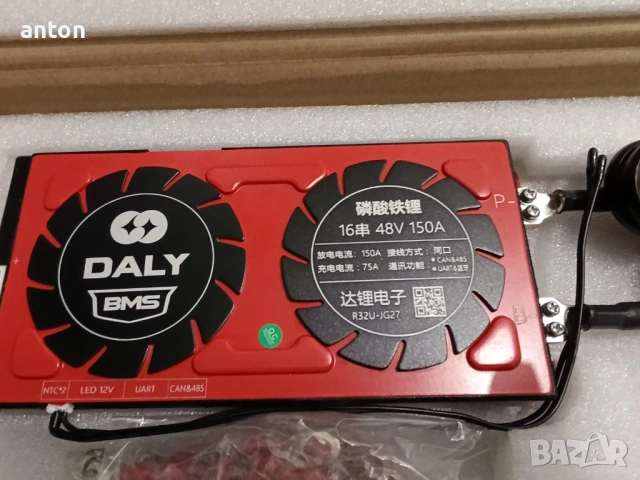 anton
DALY
BMS
磷酸铁锂
16串 48V 150A
放电电流: 150A 接线方式: 同口
充电电流: 75A 通讯功能: CAN&485
UART&蓝牙
达锂电子
R32U-JG27
P-
NTC*2 LED 12V UART CAN&485
BAZAR